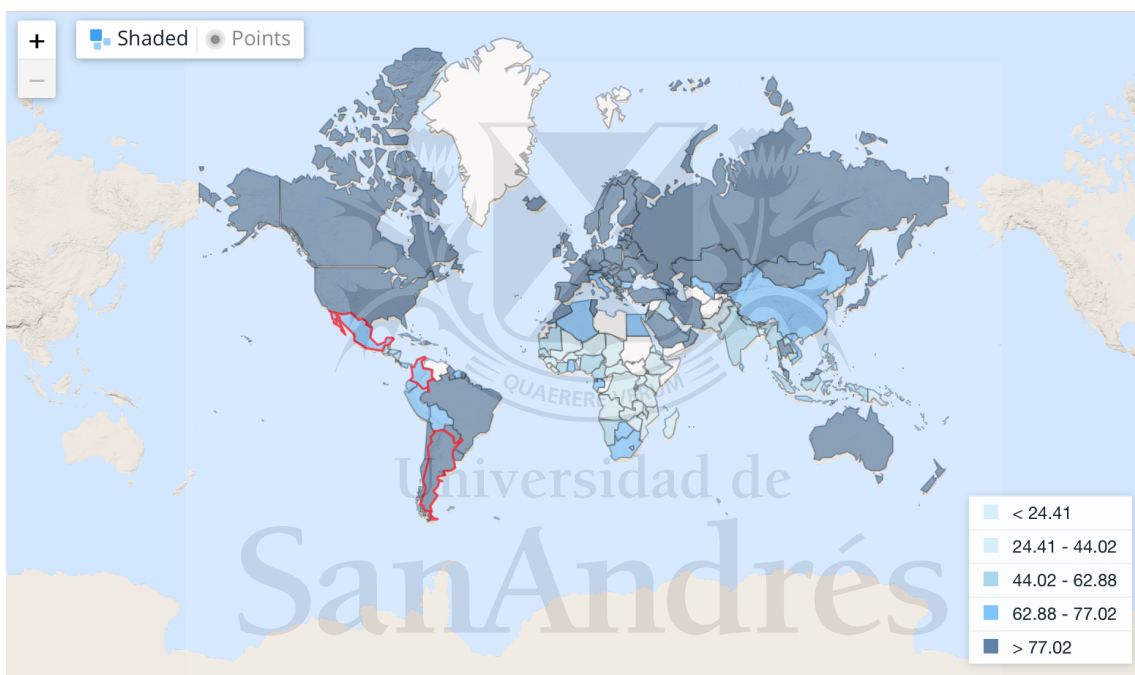 +
Shaded
Points
−
QUAERERE VERUM
Universidad de
SanAndrés
< 24.41
24.41 - 44.02
44.02 - 62.88
62.88 - 77.02
> 77.02